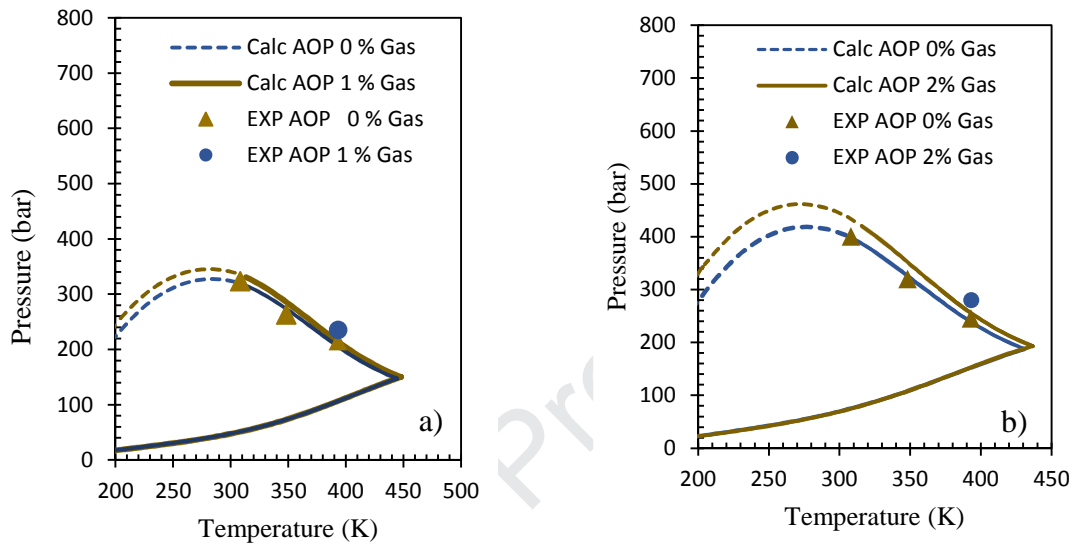 800
700
600
500
400
300
200
100
0
Pressure (bar)
Calc AOP 0 % Gas
Calc AOP 1 % Gas
EXP AOP 0 % Gas
EXP AOP 1 % Gas
a)
200 250 300 350 400 450 500
Temperature (K)
800
700
600
500
400
300
200
100
0
Pressure (bar)
Calc AOP 0% Gas
Calc AOP 2% Gas
EXP AOP 0% Gas
EXP AOP 2% Gas
b)
200 250 300 350 400 450
Temperature (K)
Pre